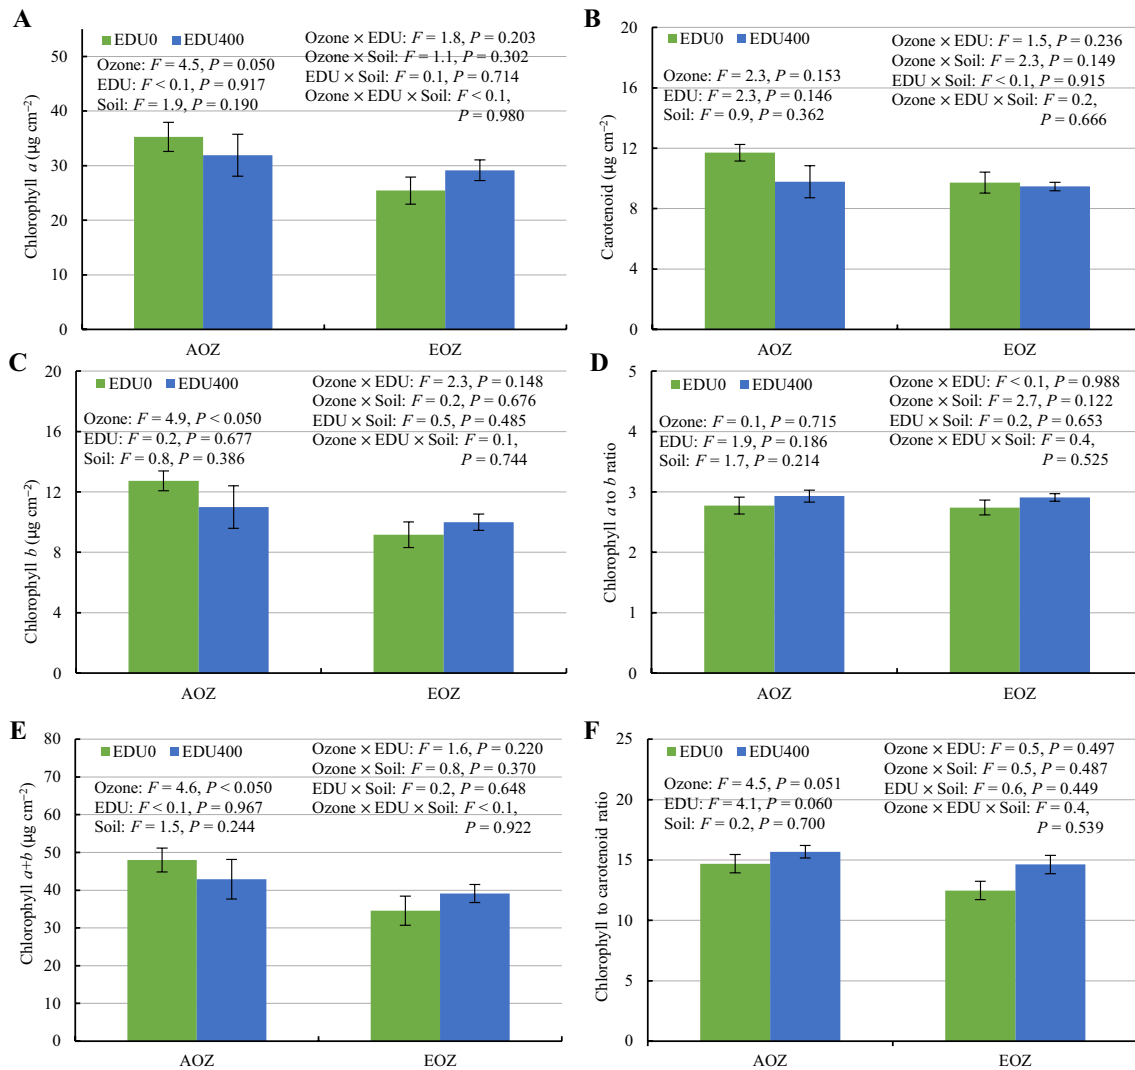 A
EDU0 EDU400
Ozone × EDU: F = 1.8, P = 0.203
Ozone × Soil: F = 1.1, P = 0.302
EDU × Soil: F = 0.1, P = 0.714
Ozone × EDU × Soil: F < 0.1,
P = 0.980
Ozone: F = 4.5, P = 0.050
EDU: F < 0.1, P = 0.917
Soil: F = 1.9, P = 0.190
Chlorophyll a (µg cm⁻²)
50
40
30
20
10
0
AOZ EOZ
B
EDU0 EDU400
Ozone × EDU: F = 1.5, P = 0.236
Ozone × Soil: F = 2.3, P = 0.149
EDU × Soil: F < 0.1, P = 0.915
Ozone × EDU × Soil: F = 0.2,
P = 0.666
Ozone: F = 2.3, P = 0.153
EDU: F = 2.3, P = 0.146
Soil: F = 0.9, P = 0.362
Carotenoid (µg cm⁻²)
20
16
12
8
4
0
AOZ EOZ
C
EDU0 EDU400
Ozone × EDU: F = 2.3, P = 0.148
Ozone × Soil: F = 0.2, P = 0.676
EDU × Soil: F = 0.5, P = 0.485
Ozone × EDU × Soil: F = 0.1,
P = 0.744
Ozone: F = 4.9, P < 0.050
EDU: F = 0.2, P = 0.677
Soil: F = 0.8, P = 0.386
Chlorophyll b (µg cm⁻²)
20
16
12
8
4
0
AOZ EOZ
D
EDU0 EDU400
Ozone × EDU: F < 0.1, P = 0.988
Ozone × Soil: F = 2.7, P = 0.122
EDU × Soil: F = 0.2, P = 0.653
Ozone × EDU × Soil: F = 0.4,
P = 0.525
Ozone: F = 0.1, P = 0.715
EDU: F = 1.9, P = 0.186
Soil: F = 1.7, P = 0.214
Chlorophyll a to b ratio
5
4
3
2
1
0
AOZ EOZ
E
EDU0 EDU400
Ozone × EDU: F = 1.6, P = 0.220
Ozone × Soil: F = 0.8, P = 0.370
EDU × Soil: F = 0.2, P = 0.648
Ozone × EDU × Soil: F < 0.1,
P = 0.922
Ozone: F = 4.6, P < 0.050
EDU: F < 0.1, P = 0.967
Soil: F = 1.5, P = 0.244
Chlorophyll a+b (µg cm⁻²)
80
70
60
50
40
30
20
10
0
AOZ EOZ
F
EDU0 EDU400
Ozone × EDU: F = 0.5, P = 0.497
Ozone × Soil: F = 0.5, P = 0.487
EDU × Soil: F = 0.6, P = 0.449
Ozone × EDU × Soil: F = 0.4,
P = 0.539
Ozone: F = 4.5, P = 0.051
EDU: F = 4.1, P = 0.060
Soil: F = 0.2, P = 0.700
Chlorophyll to carotenoid ratio
25
20
15
10
5
0
AOZ EOZ